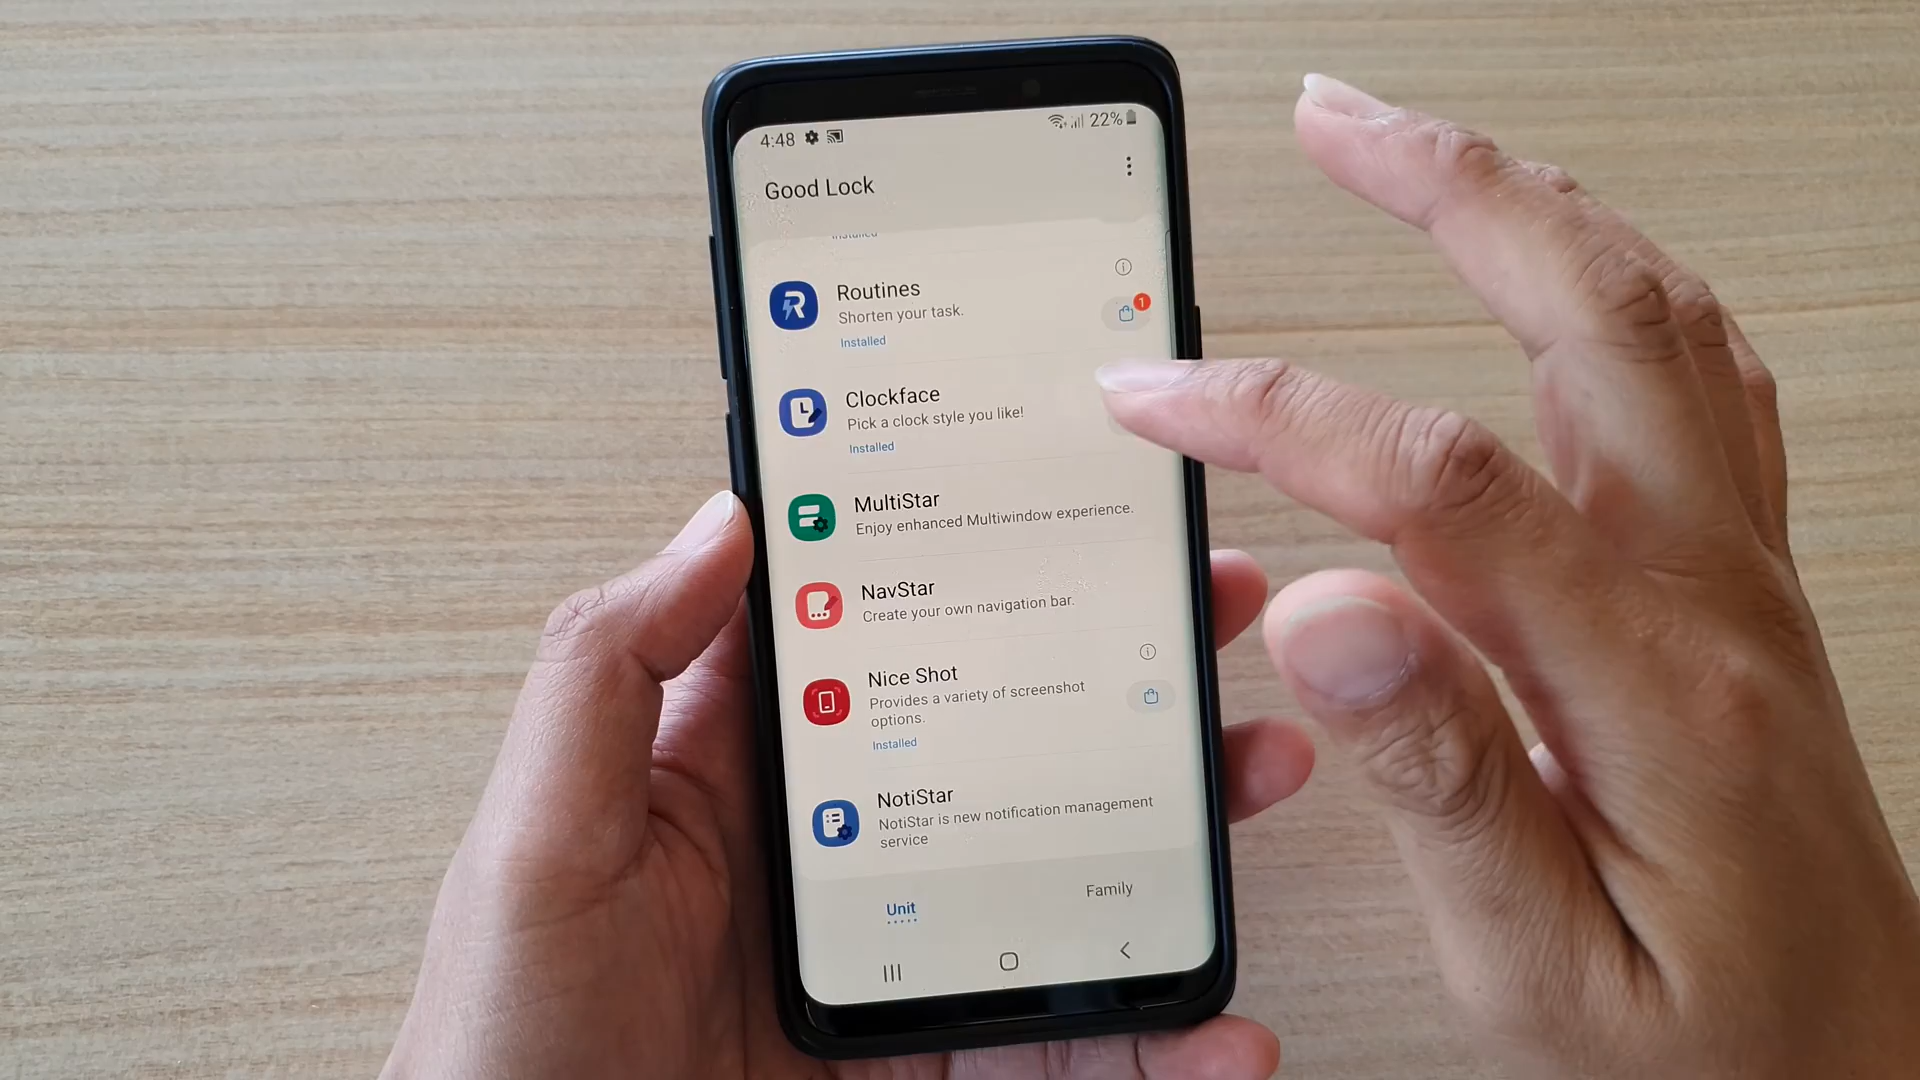 4:48
22%
Good Lock
Installed
Routines
Shorten your task.
Installed
1
Clockface
Pick a clock style you like!
Installed
MultiStar
Enjoy enhanced Multiwindow experience.
NavStar
Create your own navigation bar.
Nice Shot
Provides a variety of screenshot
options.
Installed
NotiStar
NotiStar is new notification management
service
Unit
Family